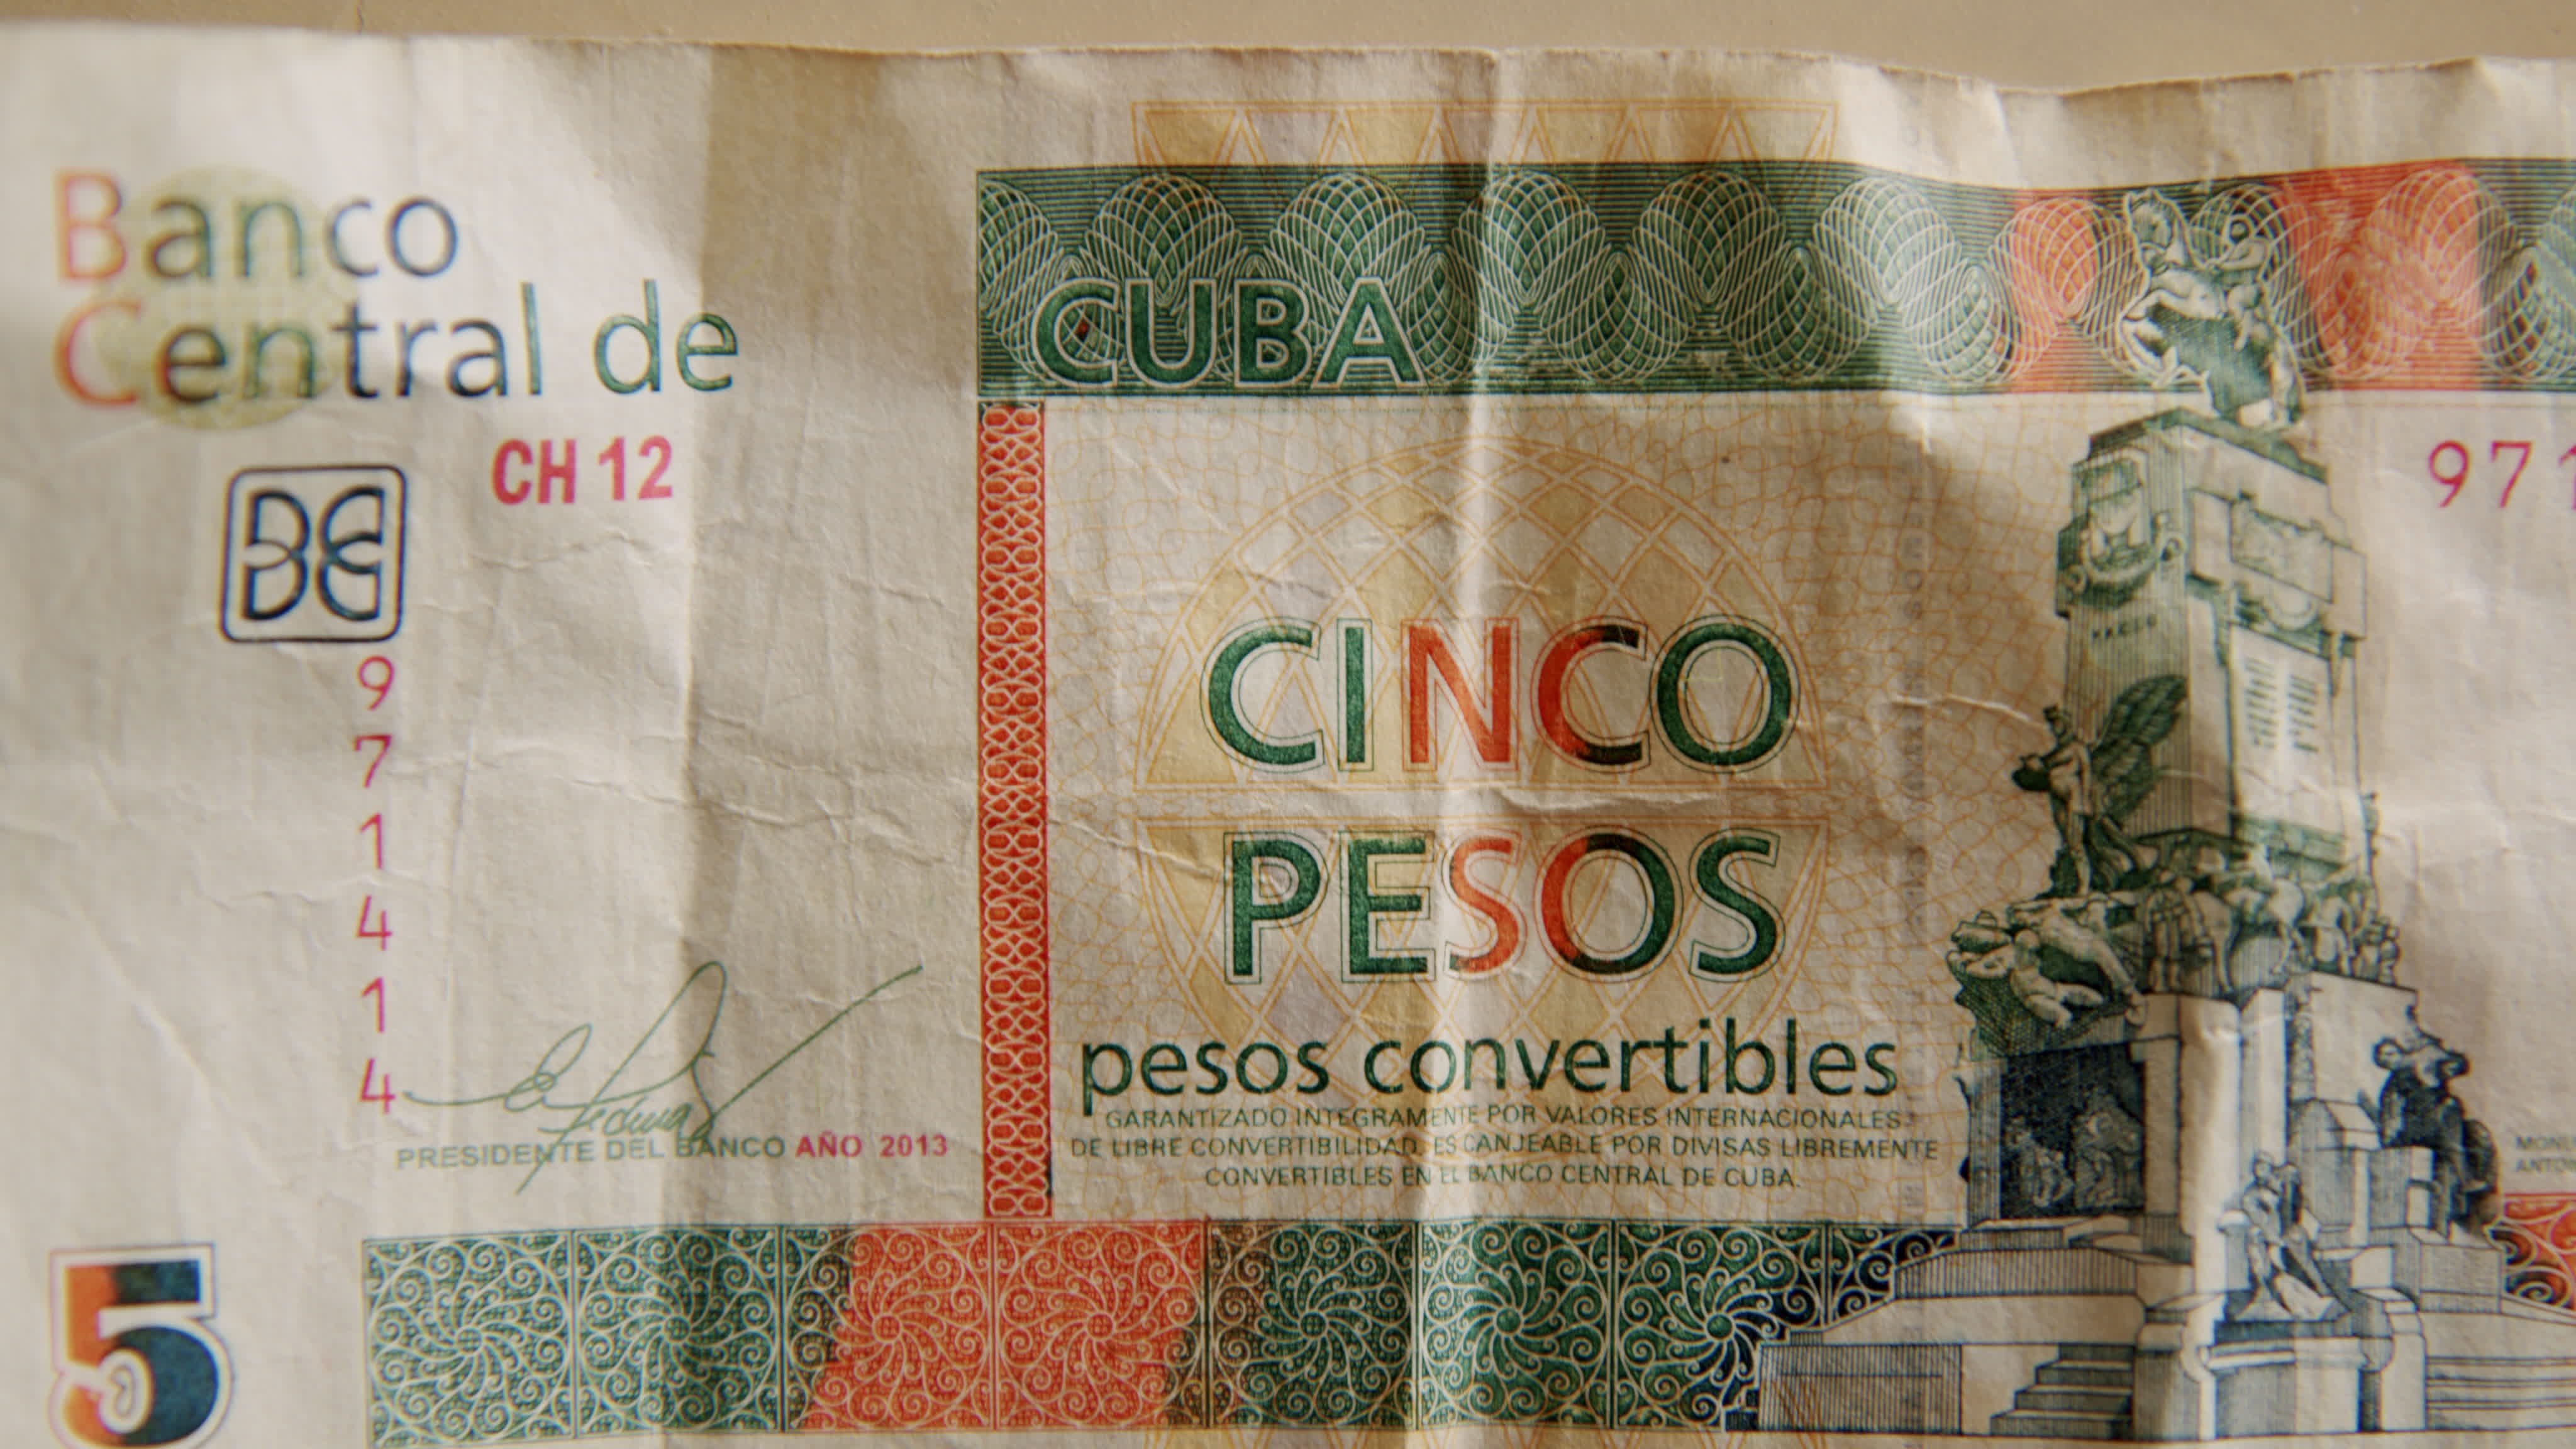 Banco
Central de
CUBA
CH 12
BC
971
CINCO
PESOS
9
7
1
4
1
4
pesos convertibles
GARANTIZADO INTEGRAMENTE POR VALORES INTERNACIONALES
DE LIBRE CONVERTIBILIDAD. ES CANJEABLE POR DIVISAS LIBREMENTE
CONVERTIBLES EN EL BANCO CENTRAL DE CUBA.
PRESIDENTE DEL BANCO AÑO 2013
5